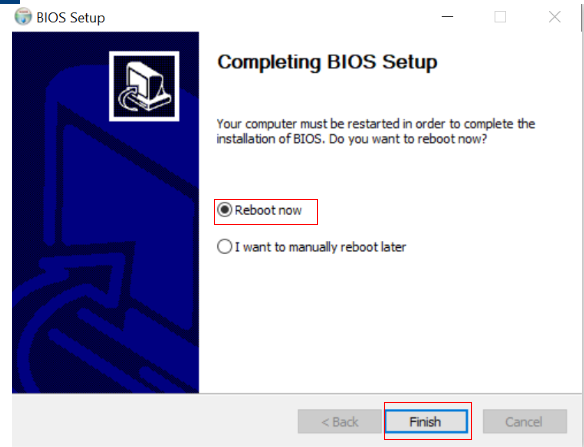 BIOS Setup
Completing BIOS Setup
Your computer must be restarted in order to complete the
installation of BIOS. Do you want to reboot now?
Reboot now
I want to manually reboot later
< Back
Finish
Cancel